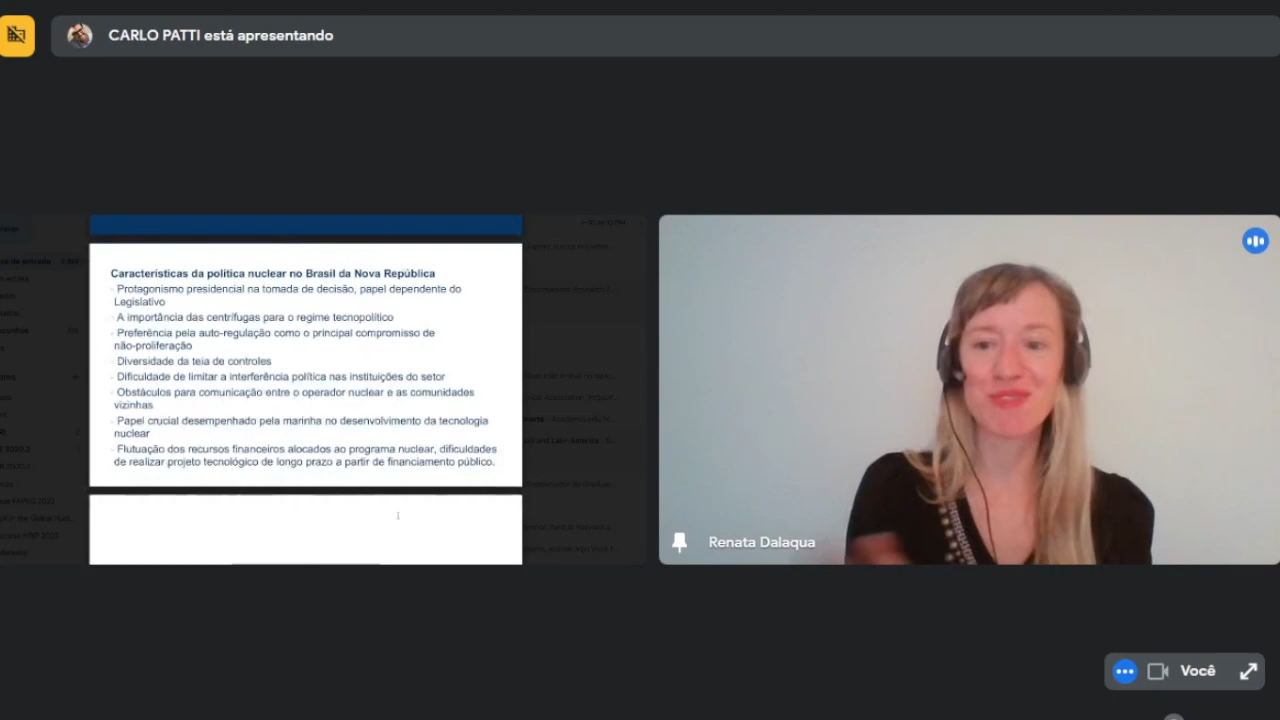 CARLO PATTI está apresentando
Características da política nuclear no Brasil da Nova República
- Protagonismo presidencial na tomada de decisão, papel dependente do
Legislativo
- A importância das centrífugas para o regime tecnopolítico
- Preferência pela auto-regulação como o principal compromisso de
não-proliferação
- Diversidade da teia de controles
- Dificuldade de limitar a interferência política nas instituições do setor
- Obstáculos para comunicação entre o operador nuclear e as comunidades
vizinhas
- Papel crucial desempenhado pela marinha no desenvolvimento da tecnologia
nuclear
- Flutuação dos recursos financeiros alocados ao programa nuclear, dificuldades
de realizar projeto tecnológico de longo prazo a partir de financiamento público.
Renata Dalaqua
Você